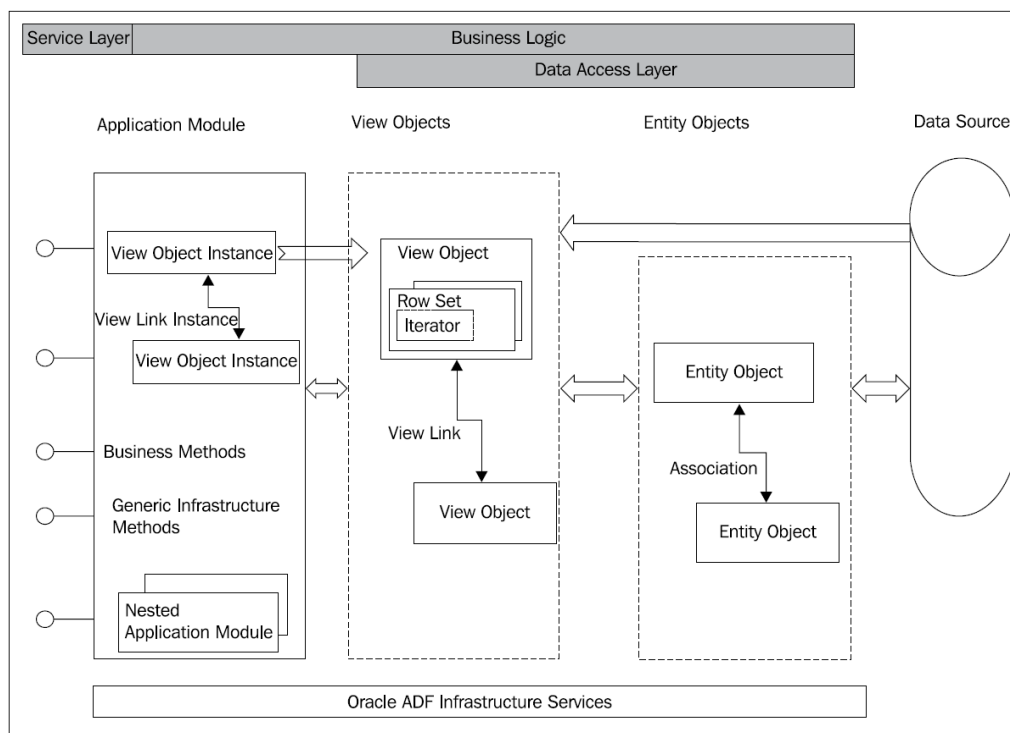 Service Layer
Business Logic
Data Access Layer
Application Module
View Objects
Entity Objects
Data Source
View Object Instance
View Link Instance
View Object Instance
Business Methods
Generic Infrastructure
Methods
Nested
Application Module
View Object
Row Set
Iterator
View Link
View Object
Entity Object
Association
Entity Object
Oracle ADF Infrastructure Services